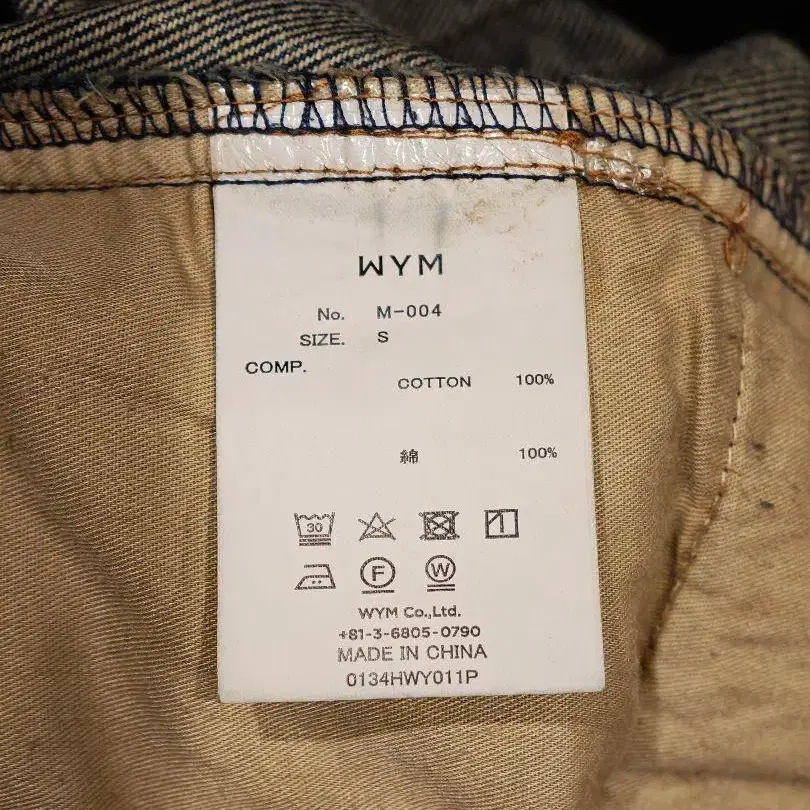 WYM
No. M-004
SIZE. S
COMP.
COTTON 100%
綿 100%
30
F W
WYM Co.,Ltd.
+81-3-6805-0790
MADE IN CHINA
0134HWY011P